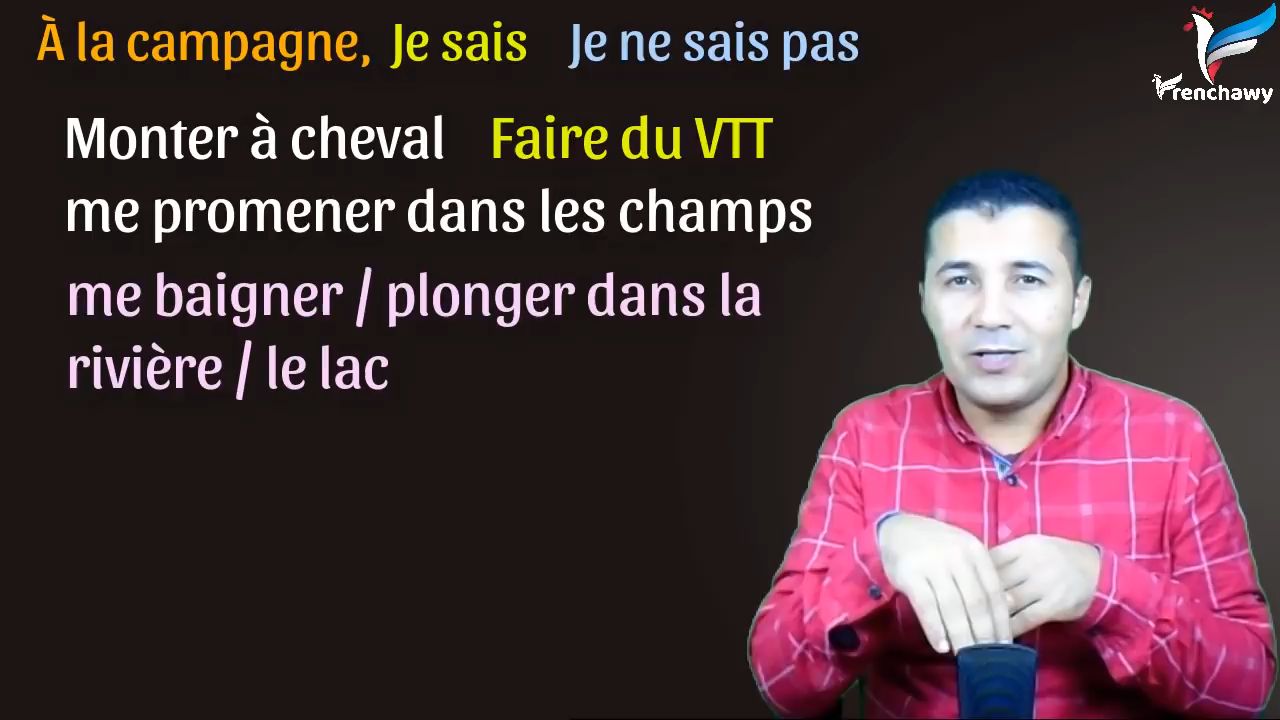 À la campagne, Je sais Je ne sais pas
Frenchawy
Monter à cheval Faire du VTT
me promener dans les champs
me baigner / plonger dans la
rivière / le lac